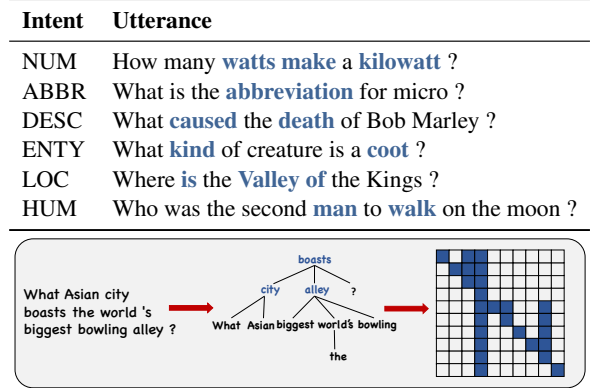 Intent Utterance
NUM How many watts make a kilowatt ?
ABBR What is the abbreviation for micro ?
DESC What caused the death of Bob Marley ?
ENTY What kind of creature is a coot ?
LOC Where is the Valley of the Kings ?
HUM Who was the second man to walk on the moon ?
What Asian city
boasts the world 's
biggest bowling alley ?
boasts
city alley ?
What Asian biggest world's bowling
the